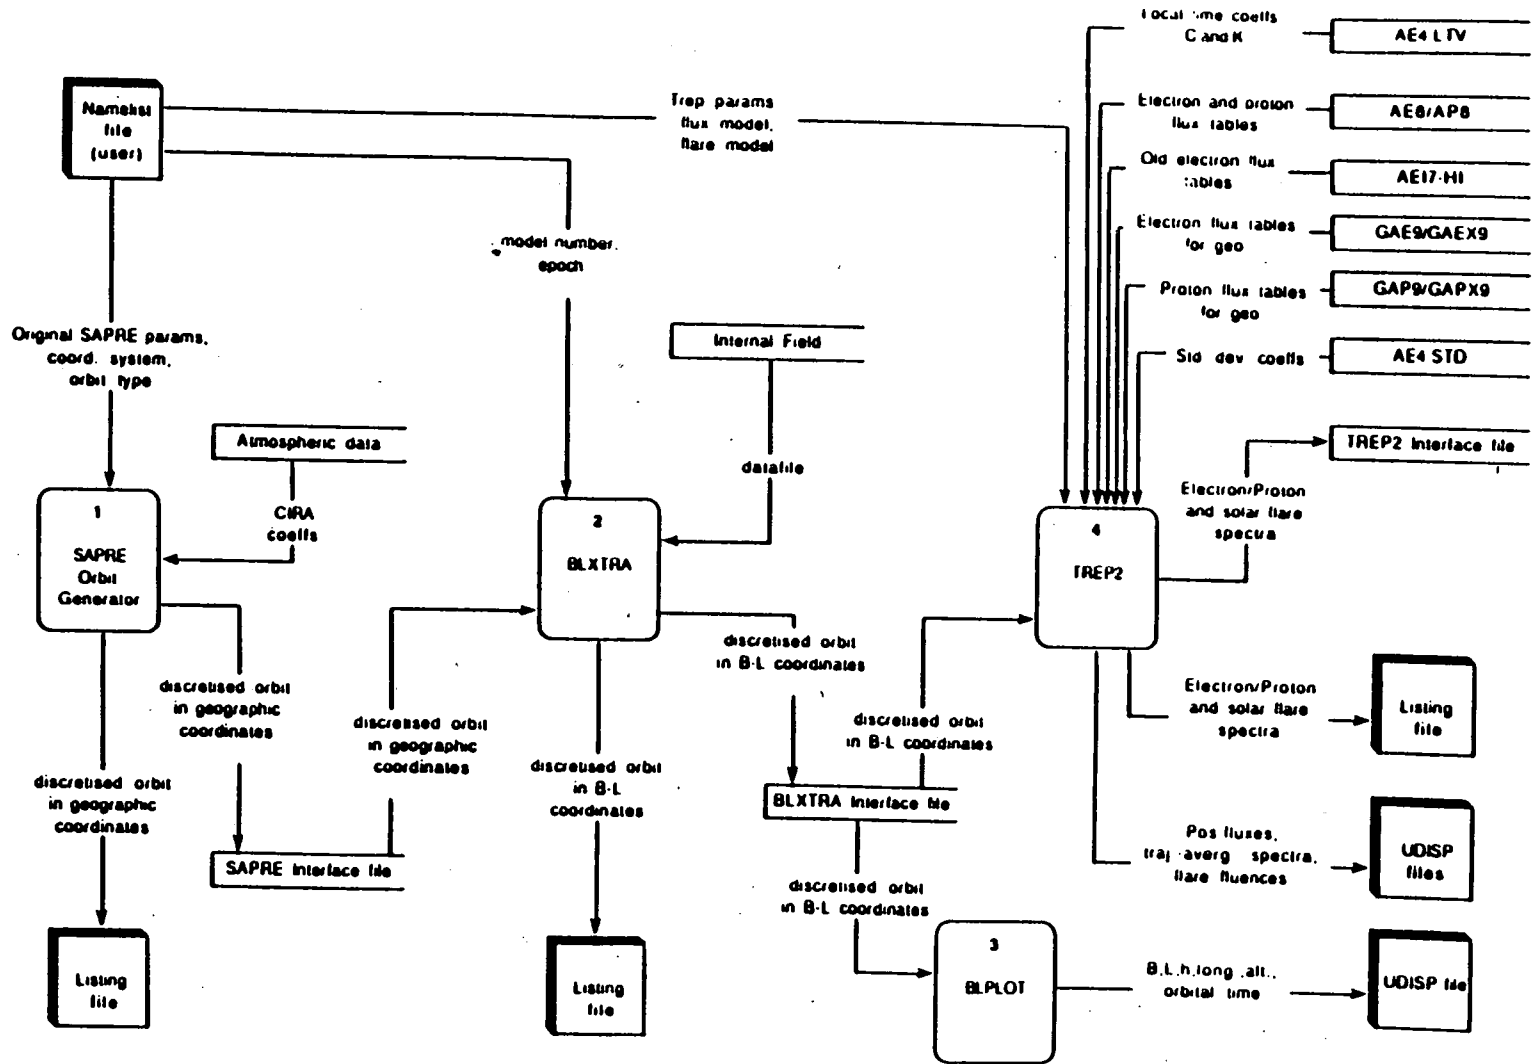 Namelist
file
(user)
Trep params
flux model,
flare model
model number,
epoch
Original SAPRE params,
coord. system,
orbit type
Atmospheric data
CIRA
coeffs
1
SAPRE
Orbit
Generator
discretised orbit
in geographic
coordinates
discretised orbit
in geographic
coordinates
SAPRE Interface file
Listing
file
discretised orbit
in geographic
coordinates
Internal Field
datafile
2
BLXTRA
discretised orbit
in B-L
coordinates
Listing
file
discretised orbit
in B-L coordinates
BLXTRA Interface file
discretised orbit
in B-L coordinates
discretised orbit
in B-L coordinates
3
BLPLOT
B,L,h,long,alt.,
orbital time
UDISP file
Local time coeffs
C and K
AE4 LTV
Electron and proton
flux tables
AE8/AP8
Old electron flux
tables
AEI7-HI
Electron flux tables
for geo
GAE9/GAEX9
Proton flux tables
for geo
GAP9/GAPX9
Std dev coeffs
AE4 STD
4
TREP2
Electron/Proton
and solar flare
spectra
TREP2 Interface file
Electron/Proton
and solar flare
spectra
Listing
file
Pos fluxes,
traj-averg spectra,
flare fluences
UDISP
files